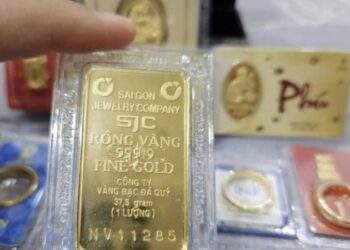 SAIGON
JEWELRY COMPANY
SJC
RỒNG VÀNG
999.9
FINE GOLD
CÔNG TY
VÀNG BẠC ĐÁ QUÝ
37,5 gram
(1 LƯỢNG)
NV11285